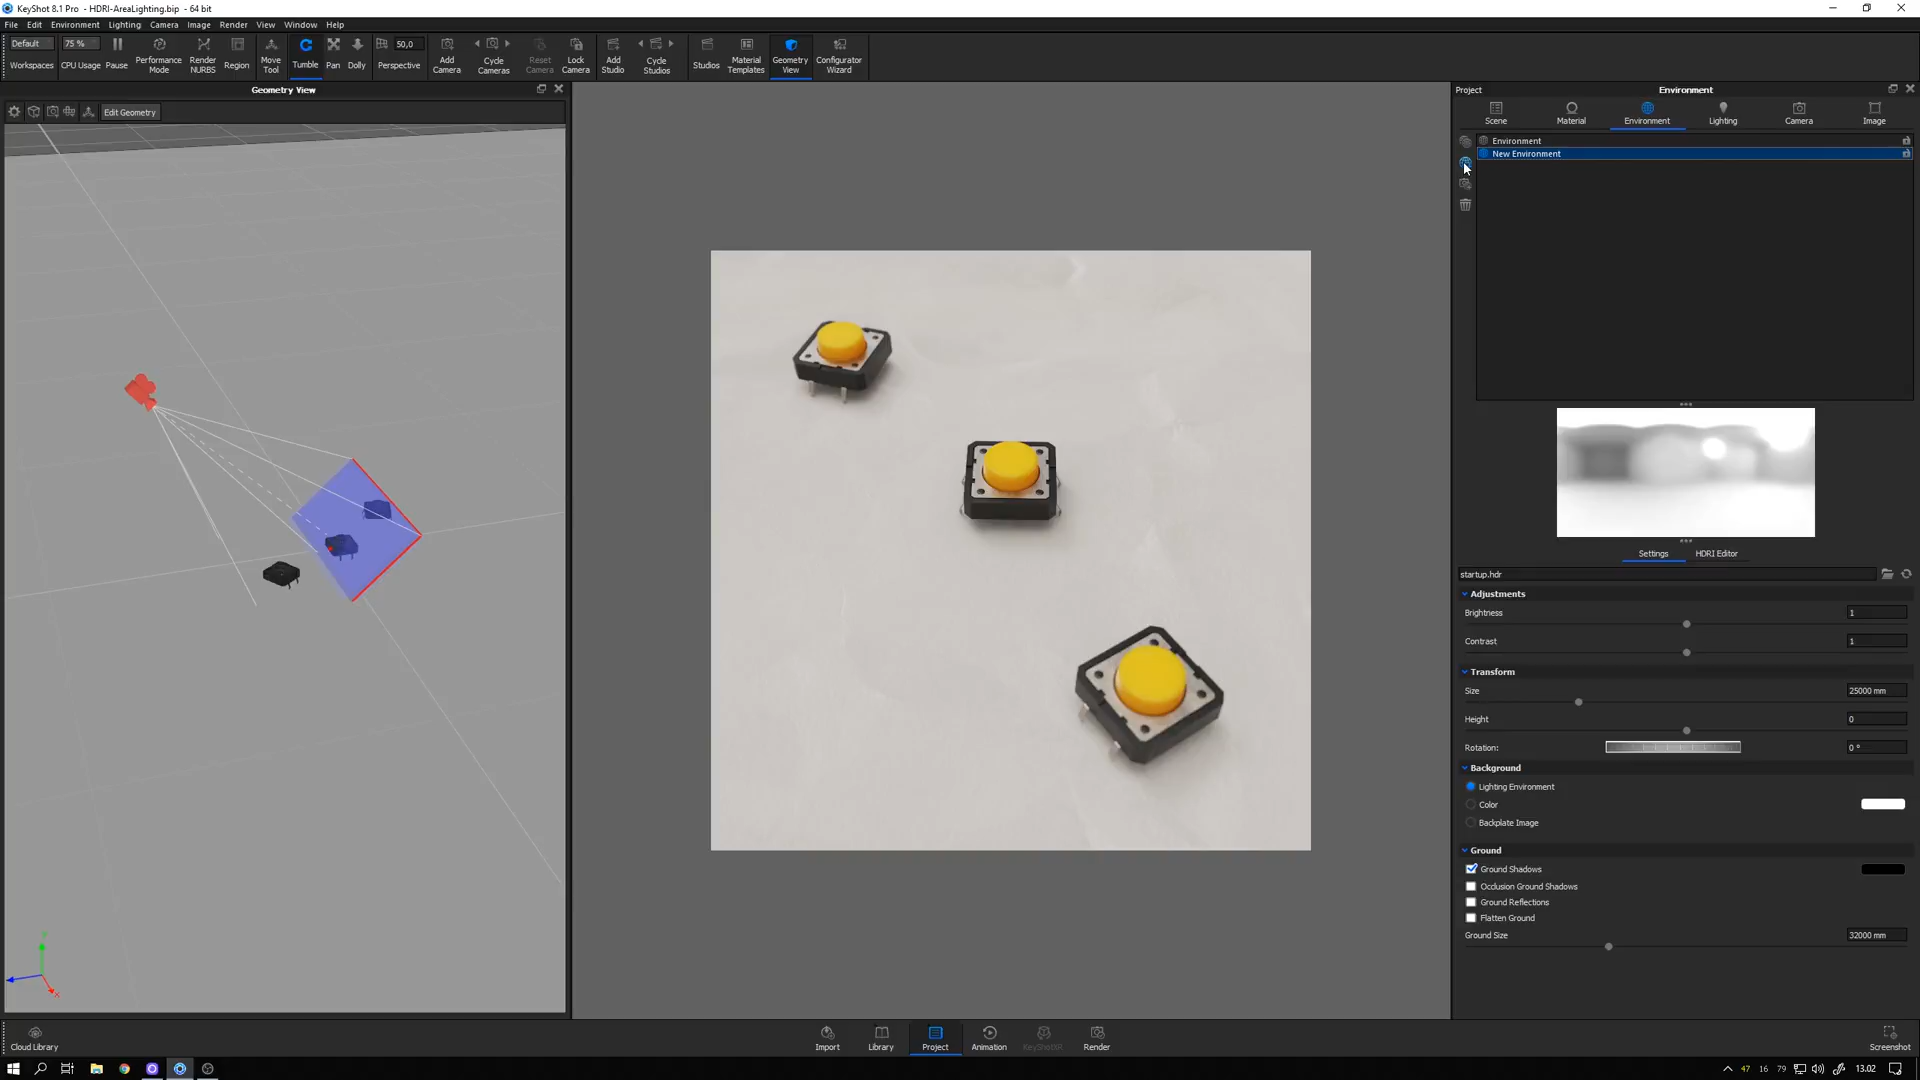 KeyShot 8.1 Pro - HDRI-AreaLighting.bip - 64 bit
File Edit Environment Lighting Camera Image Render View Window Help
Default 75 % 50,0
Workspaces CPU Usage Pause Performance Mode Render NURBS Region Move Tool Tumble Pan Dolly Perspective Add Camera Cycle Cameras Reset Camera Lock Camera Add Studio Cycle Studios Studios Material Templates Geometry View Configurator Wizard
Geometry View
Edit Geometry
Project Environment
Scene Material Environment Lighting Camera Image
Environment
New Environment
Settings HDRI Editor
startup.hdr
Adjustments
Brightness 1
Contrast 1
Transform
Size 25000 mm
Height 0
Rotation: 0 °
Background
Lighting Environment
Color
Backplate Image
Ground
Ground Shadows
Occlusion Ground Shadows
Ground Reflections
Flatten Ground
Ground Size 32000 mm
Cloud Library Import Library Project Animation KeyShotXR Render Screenshot
47 16 79 13.02